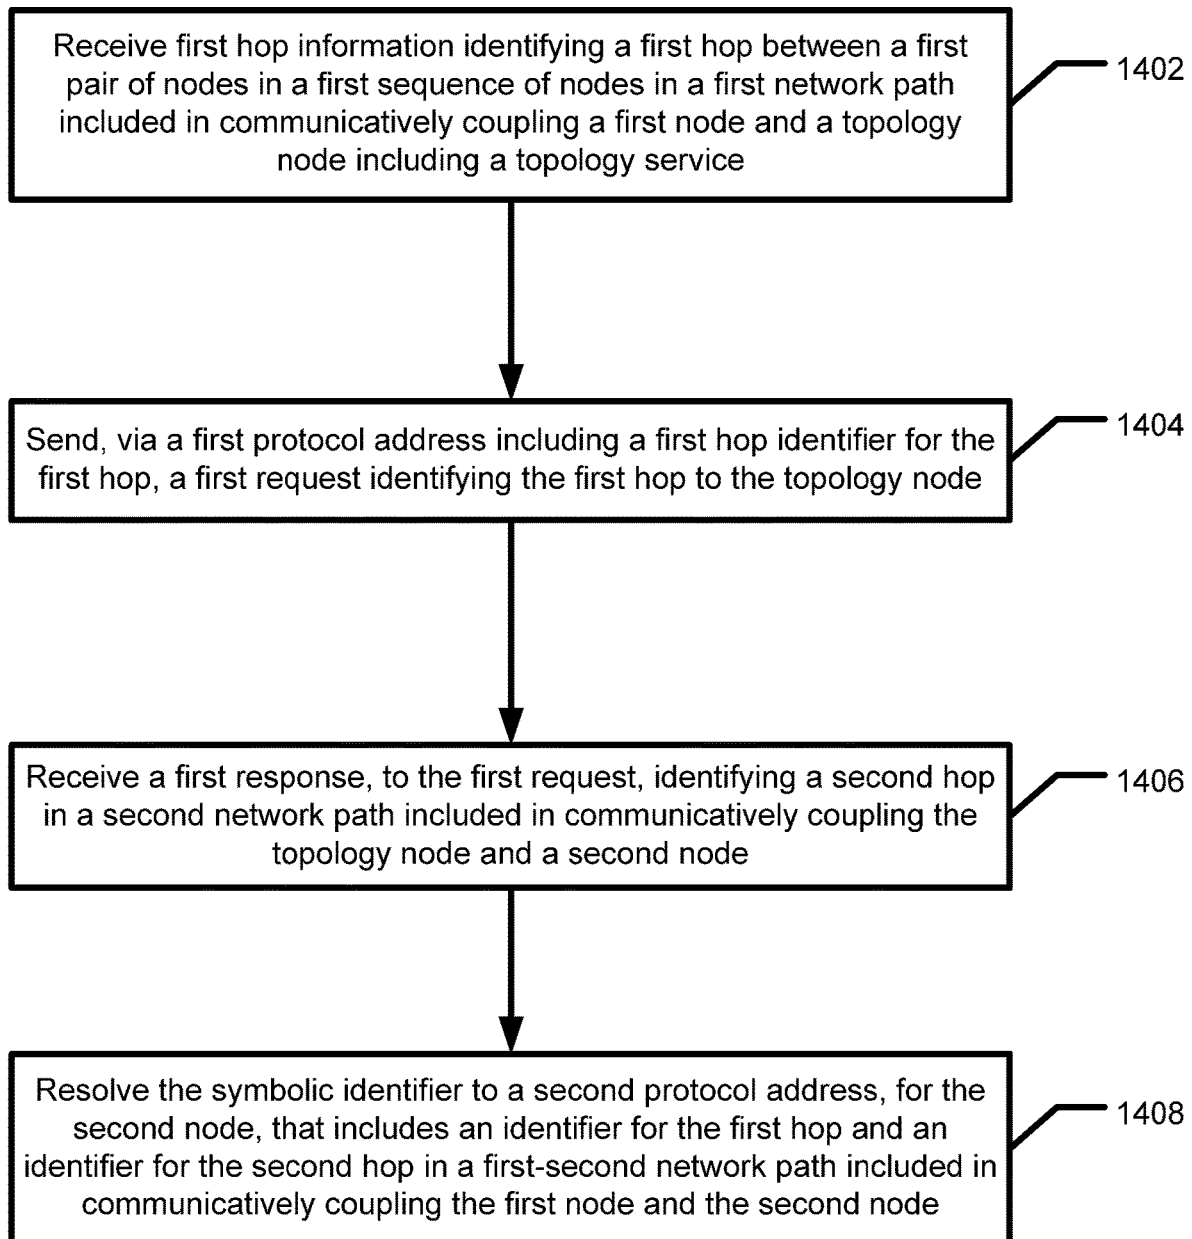 Receive first hop information identifying a first hop between a first
pair of nodes in a first sequence of nodes in a first network path
included in communicatively coupling a first node and a topology
node including a topology service
1402
Send, via a first protocol address including a first hop identifier for the
first hop, a first request identifying the first hop to the topology node
1404
Receive a first response, to the first request, identifying a second hop
in a second network path included in communicatively coupling the
topology node and a second node
1406
Resolve the symbolic identifier to a second protocol address, for the
second node, that includes an identifier for the first hop and an
identifier for the second hop in a first-second network path included in
communicatively coupling the first node and the second node
1408